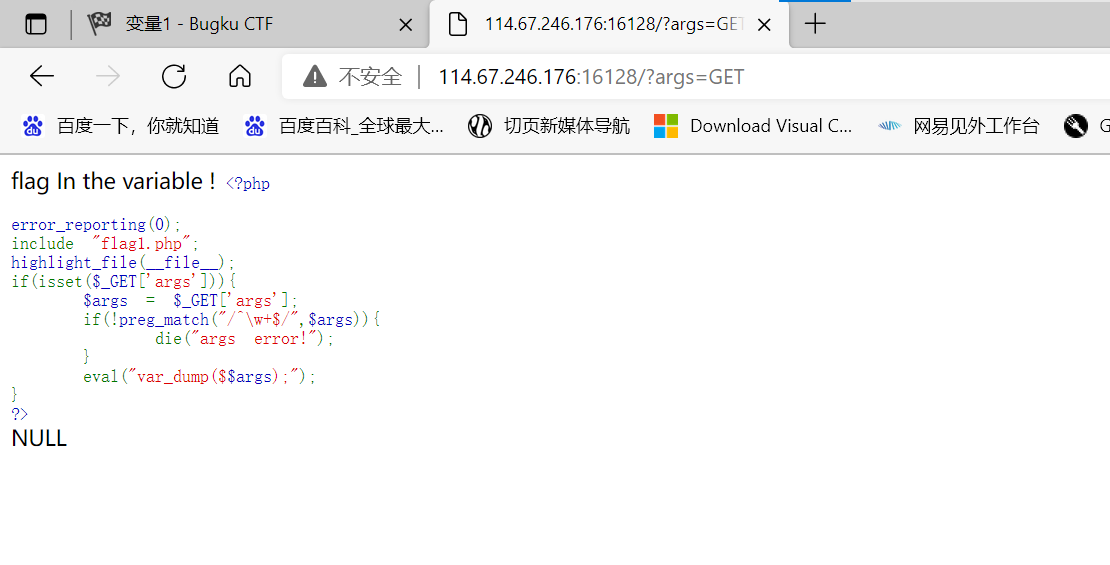 变量1 - Bugku CTF
114.67.246.176:16128/?args=GET
不安全 | 114.67.246.176:16128/?args=GET
百度一下，你就知道 百度百科_全球最大... 切页新媒体导航 Download Visual C... 网易见外工作台 G
flag In the variable ! <?php
error_reporting(0);
include "flag1.php";
highlight_file(__file__);
if(isset($_GET['args'])){
$args = $_GET['args'];
if(!preg_match("/^\w+$/",$args)){
die("args error!");
}
eval("var_dump($$args);");
}
?>
NULL